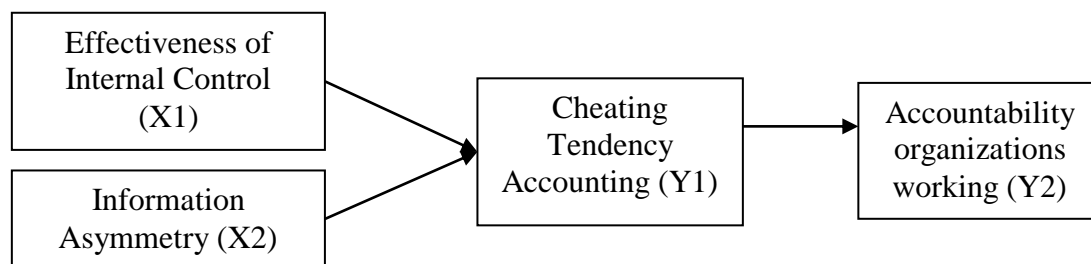 Effectiveness of
Internal Control
(X1)
Information
Asymmetry (X2)
Cheating
Tendency
Accounting (Y1)
Accountability
organizations
working (Y2)